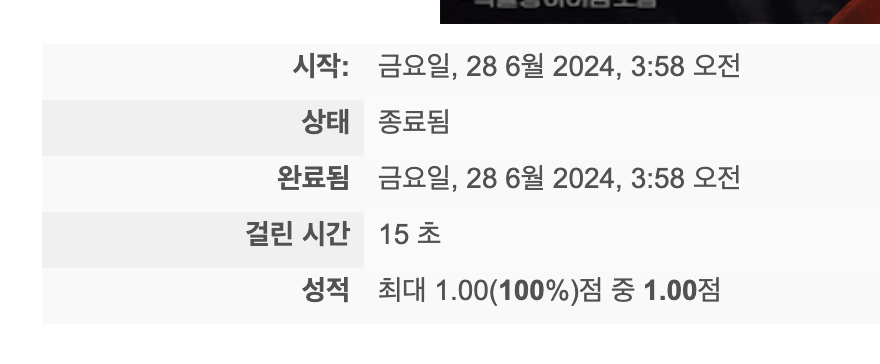 시작: 금요일, 28 6월 2024, 3:58 오전
상태 종료됨
완료됨 금요일, 28 6월 2024, 3:58 오전
걸린 시간 15 초
성적 최대 1.00(100%)점 중 1.00점